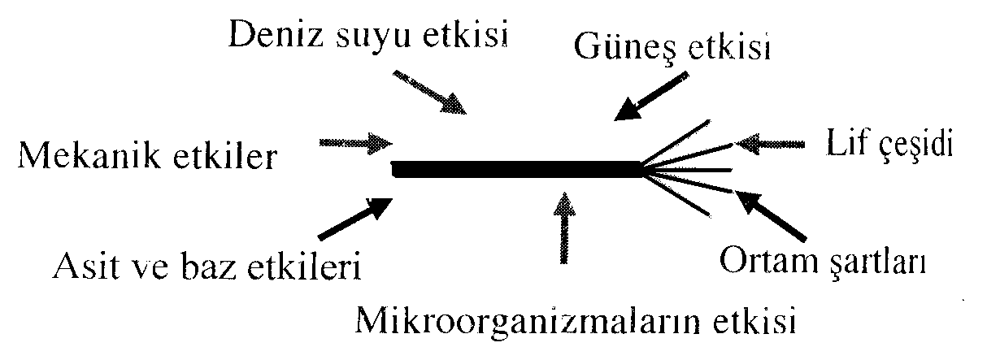 Deniz suyu etkisi
Güneş etkisi
Mekanik etkiler
Lif çeşidi
Asit ve baz etkileri
Ortam şartları
Mikroorganizmaların etkisi